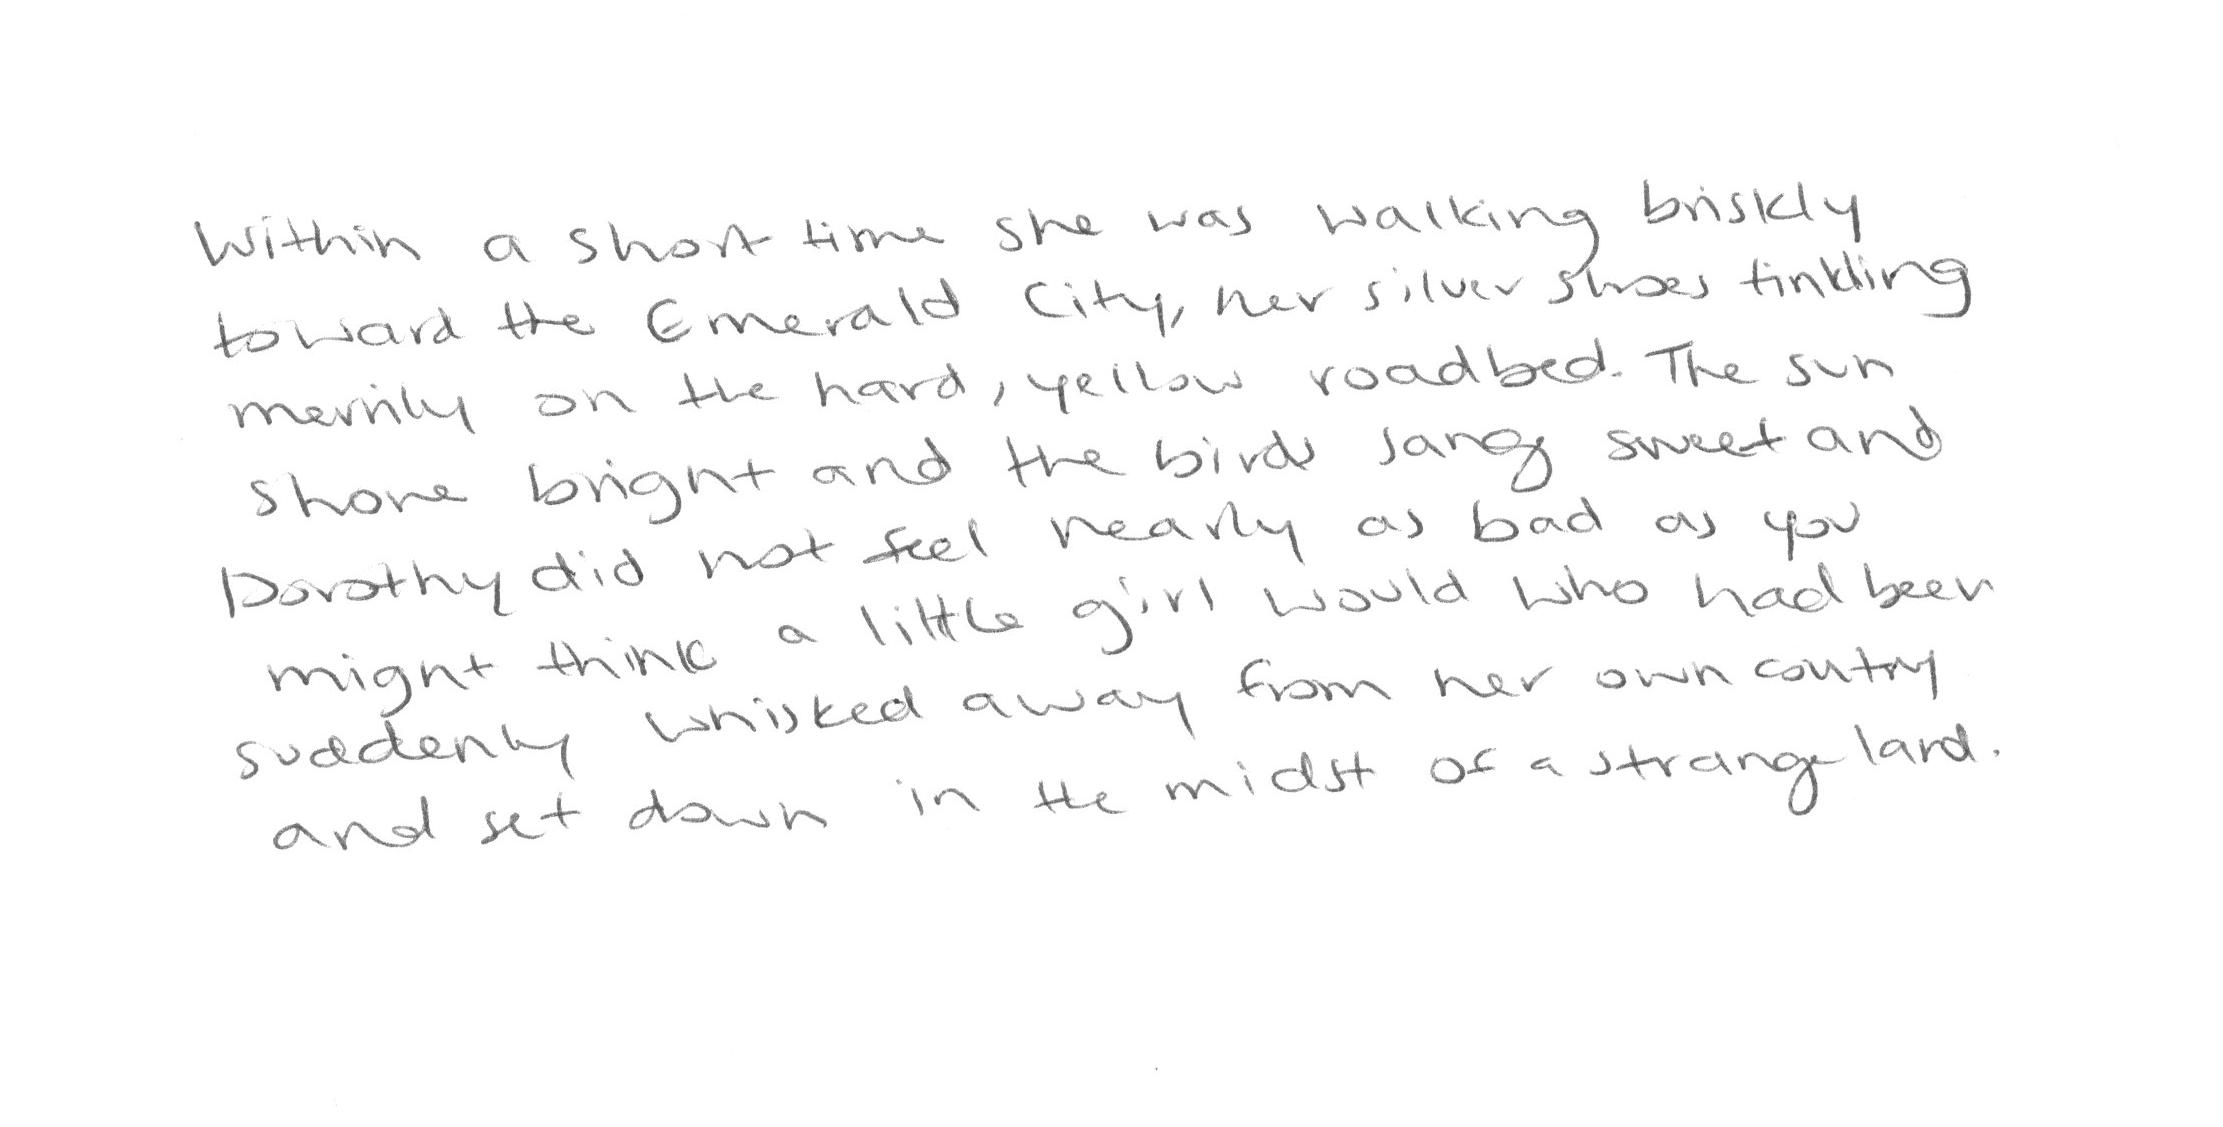 Within a short time she was walking briskly
toward the Emerald City, her silver shoes tinkling
merrily on the hard, yellow roadbed. The sun
shone bright and the birds sang sweet and
Dorothy did not feel nearly as bad as you
might think a little girl would who had been
suddenly whisked away from her own coutry
and set down in the midst of a strange land.